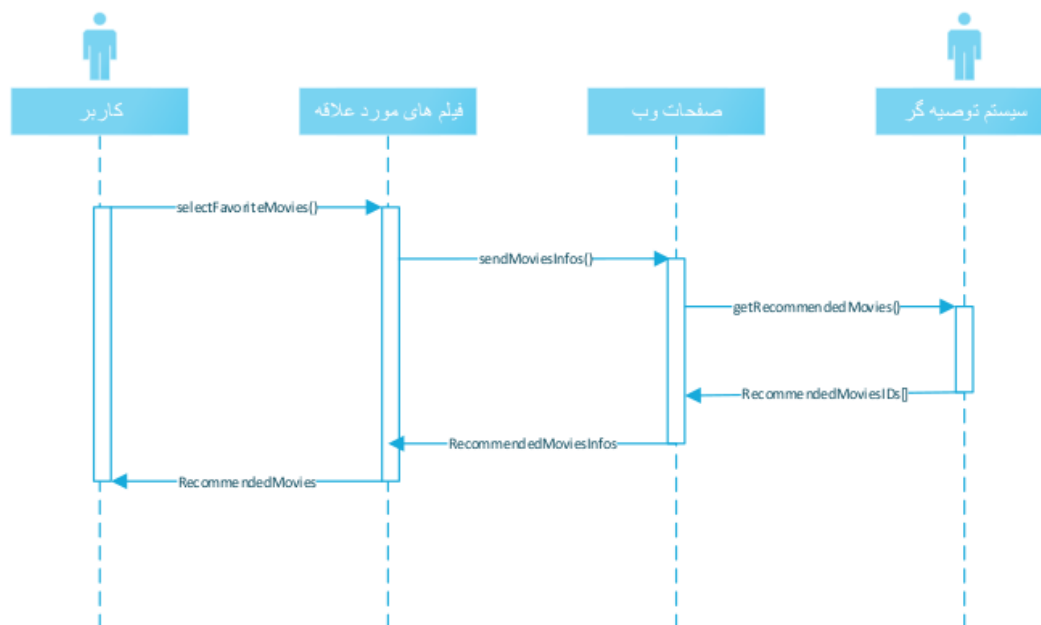 کاربر
فیلم های مورد علاقه
صفحات وب
سیستم توصیه گر
selectFavoriteMovies()
sendMoviesInfos()
getRecommendedMovies()
RecommendedMoviesIDs[]
RecommendedMoviesInfos
RecommendedMovies